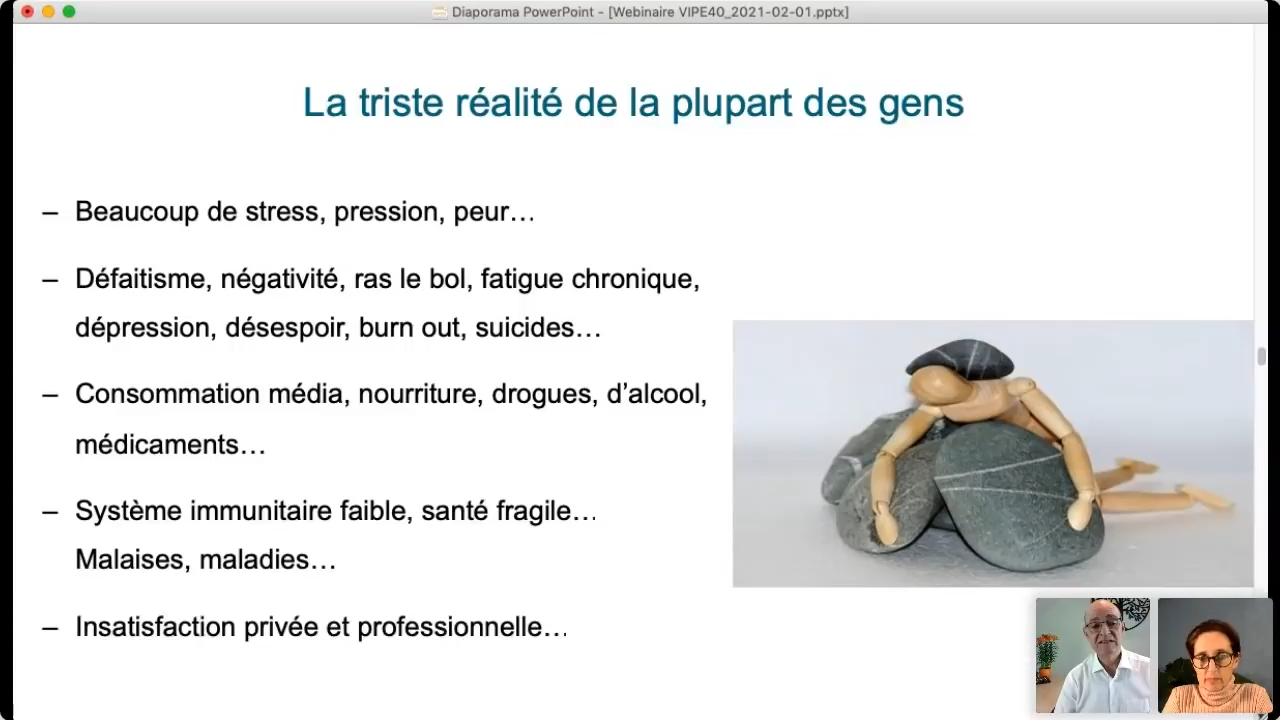 Diaporama PowerPoint - [Webinaire VIPE40_2021-02-01.pptx]
La triste réalité de la plupart des gens
– Beaucoup de stress, pression, peur…
– Défaitisme, négativité, ras le bol, fatigue chronique,
dépression, désespoir, burn out, suicides…
– Consommation média, nourriture, drogues, d’alcool,
médicaments…
– Système immunitaire faible, santé fragile…
Malaises, maladies…
– Insatisfaction privée et professionnelle…